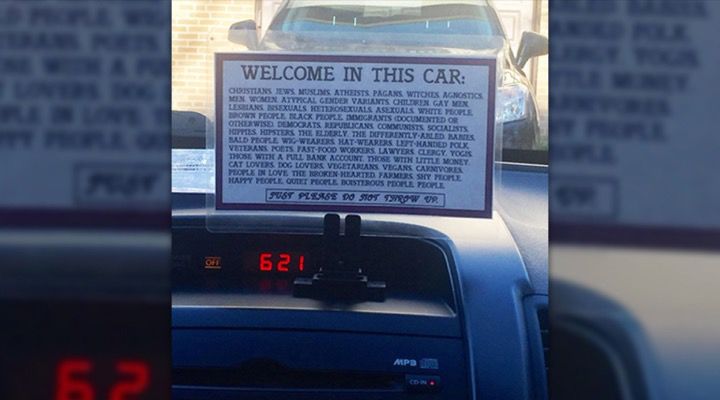 WELCOME IN THIS CAR:
CHRISTIANS. JEWS. MUSLIMS. ATHEISTS. PAGANS. WITCHES. AGNOSTICS.
MEN. WOMEN. ATYPICAL GENDER VARIANTS. CHILDREN. GAY MEN.
LESBIANS. BISEXUALS. HETEROSEXUALS. ASEXUALS. WHITE PEOPLE.
BROWN PEOPLE. BLACK PEOPLE. IMMIGRANTS (DOCUMENTED OR
OTHERWISE). DEMOCRATS. REPUBLICANS. COMMUNISTS. SOCIALISTS.
HIPPIES. HIPSTERS. THE ELDERLY. THE DIFFERENTLY-ABLED. BABIES.
BALD PEOPLE. WIG-WEARERS. HAT-WEARERS. LEFT-HANDED FOLK.
VETERANS. POETS. FAST-FOOD WORKERS. LAWYERS. CLERGY. YOGIS.
THOSE WITH A FULL BANK ACCOUNT. THOSE WITH LITTLE MONEY.
CAT LOVERS. DOG LOVERS. VEGETARIANS. VEGANS. CARNIVORES.
PEOPLE IN LOVE. THE BROKEN-HEARTED. FARMERS. SHY PEOPLE.
HAPPY PEOPLE. QUIET PEOPLE. BOISTEROUS PEOPLE. PEOPLE.
JUST PLEASE DO NOT THROW UP.
OFF 6:21
MP3
CD-IN